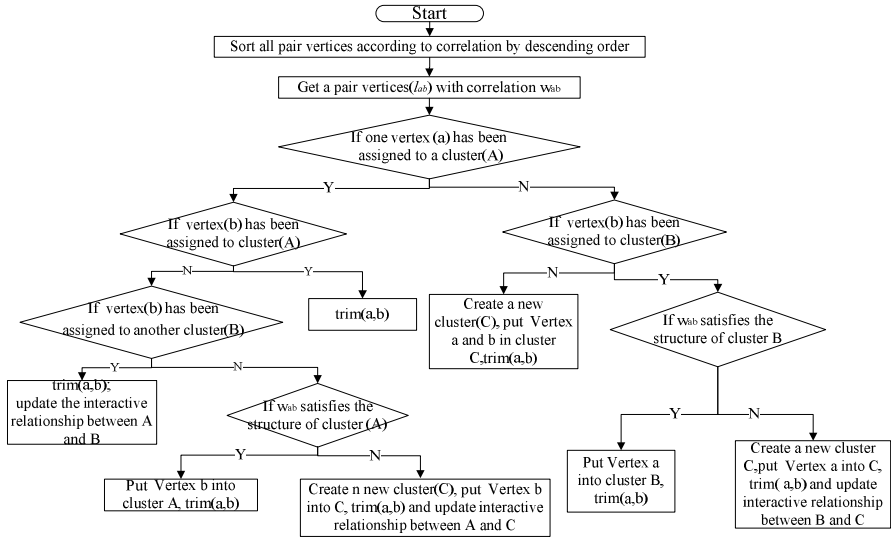 Start
Sort all pair vertices according to correlation by descending order
Get a pair vertices(lab) with correlation wab
If one vertex (a) has been
assigned to a cluster(A)
Y
N
If vertex(b) has been
assigned to cluster(A)
If vertex(b) has been
assigned to cluster(B)
N
Y
N
Y
If vertex(b) has been
assigned to another cluster(B)
trim(a,b)
Create a new
cluster(C), put Vertex
a and b in cluster
C,trim(a,b)
If wab satisfies the
structure of cluster B
Y
N
trim(a,b);
update the interactive
relationship between A
and B
If wab satisfies the
structure of cluster (A)
Y
N
Y
N
Put Vertex b into
cluster A, trim(a,b)
Create n new cluster(C), put Vertex b
into C, trim(a,b) and update interactive
relationship between A and C
Put Vertex a
into cluster B,
trim(a,b)
Create a new cluster
C,put Vertex a into C,
trim( a,b) and update
interactive relationship
between B and C